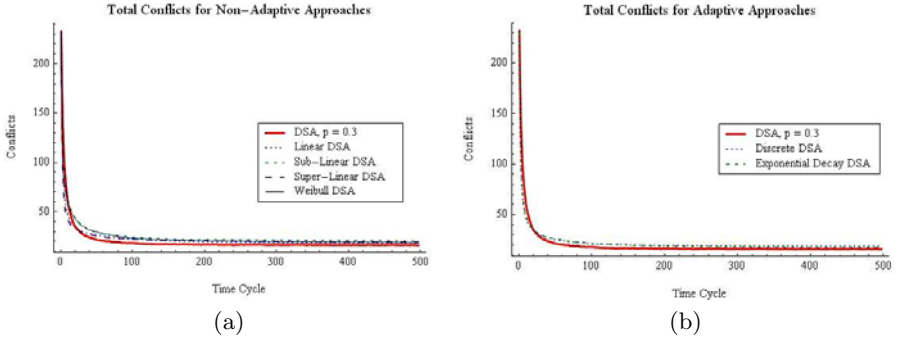 Total Conflicts for Non-Adaptive Approaches
Conflicts
200
150
100
50
DSA, p = 0.3
Linear DSA
Sub-Linear DSA
Super-Linear DSA
Weibull DSA
0 100 200 300 400 500
Time Cycle
(a)
Total Conflicts for Adaptive Approaches
Conflicts
200
150
100
50
DSA, p = 0.3
Discrete DSA
Exponential Decay DSA
0 100 200 300 400 500
Time Cycle
(b)